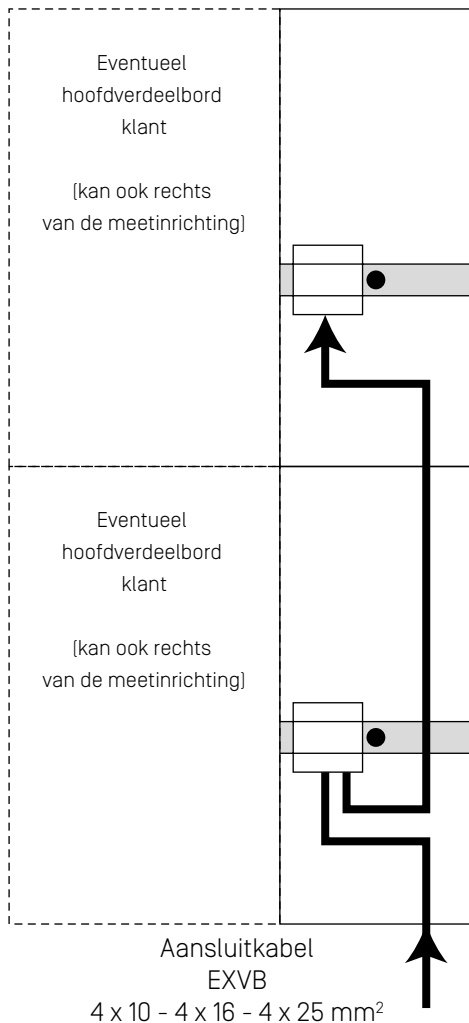 Eventueel
hoofdverdeelbord
klant
(kan ook rechts
van de meetinrichting)
Eventueel
hoofdverdeelbord
klant
(kan ook rechts
van de meetinrichting)
Aansluitkabel
EXVB
4 x 10 - 4 x 16 - 4 x 25 mm²